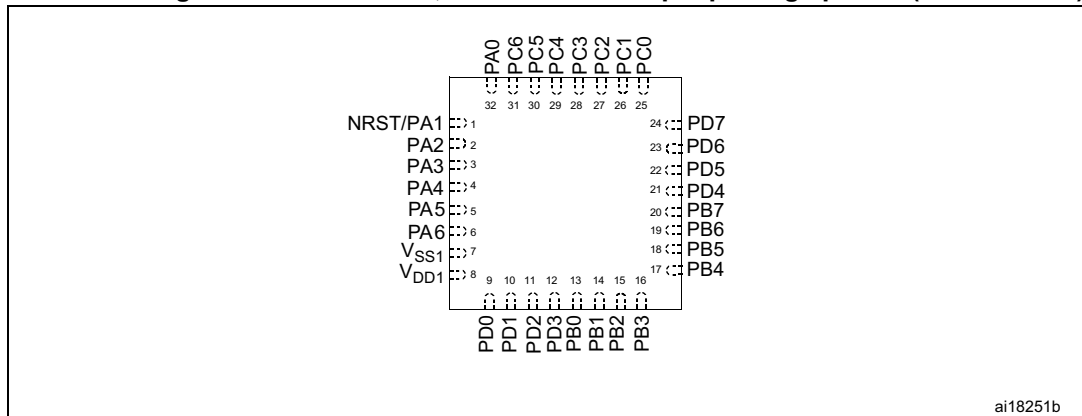 PA0
PC6
PC5
PC4
PC3
PC2
PC1
PC0
32 31 30 29 28 27 26 25
NRST/PA1 1
PA2 2
PA3 3
PA4 4
PA5 5
PA6 6
VSS1 7
VDD1 8
24 PD7
23 PD6
22 PD5
21 PD4
20 PB7
19 PB6
18 PB5
17 PB4
9 10 11 12 13 14 15 16
PD0
PD1
PD2
PD3
PB0
PB1
PB2
PB3
ai18251b